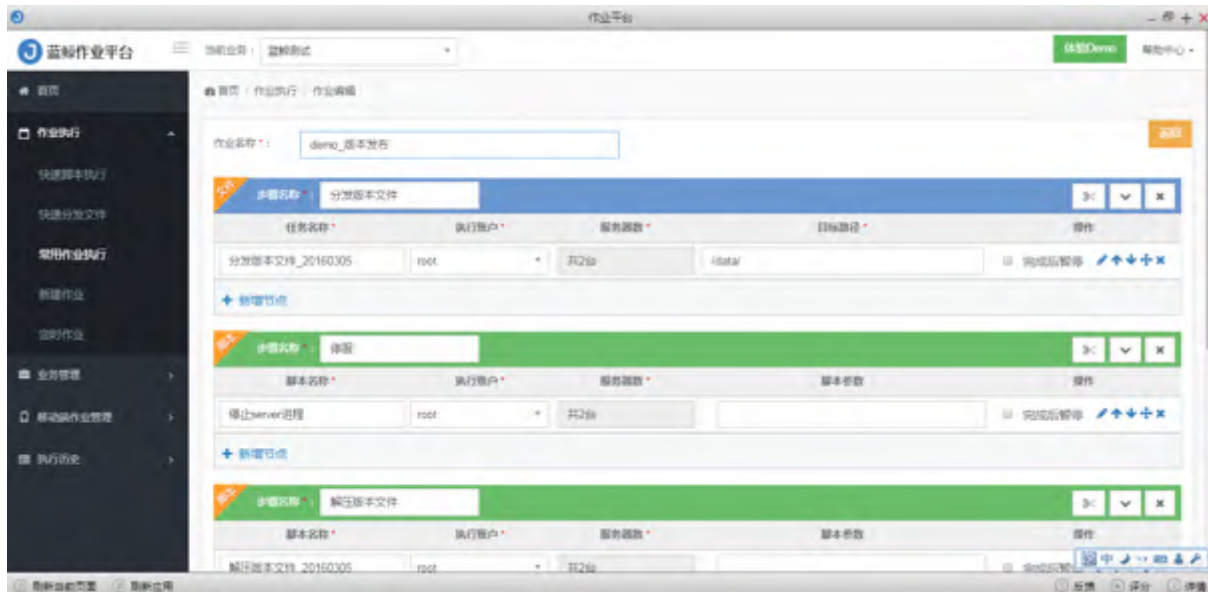 作业平台
蓝鲸作业平台
当前业务： 蓝鲸测试
体验Demo
帮助中心
首页
作业执行
快速脚本执行
快速分发文件
常用作业执行
新建作业
定时作业
业务管理
移动端作业管理
执行历史
首页 / 作业执行 / 作业编辑
作业名称*： demo_版本发布
返回
文件 步骤名称*： 分发版本文件
任务名称* 执行账户* 服务器数* 目标路径* 操作
分发版本文件_20160305 root 共2台 /data/ 完成后暂停
新增节点
脚本 步骤名称*： 停服
脚本名称* 执行账户* 服务器数* 脚本参数 操作
停止server进程 root 共2台 完成后暂停
新增节点
脚本 步骤名称*： 解压版本文件
脚本名称* 执行账户* 服务器数* 脚本参数 操作
解压版本文件_20160305 root 共2台 完成后暂停
中
刷新当前页面 刷新应用
反馈 评分 详情